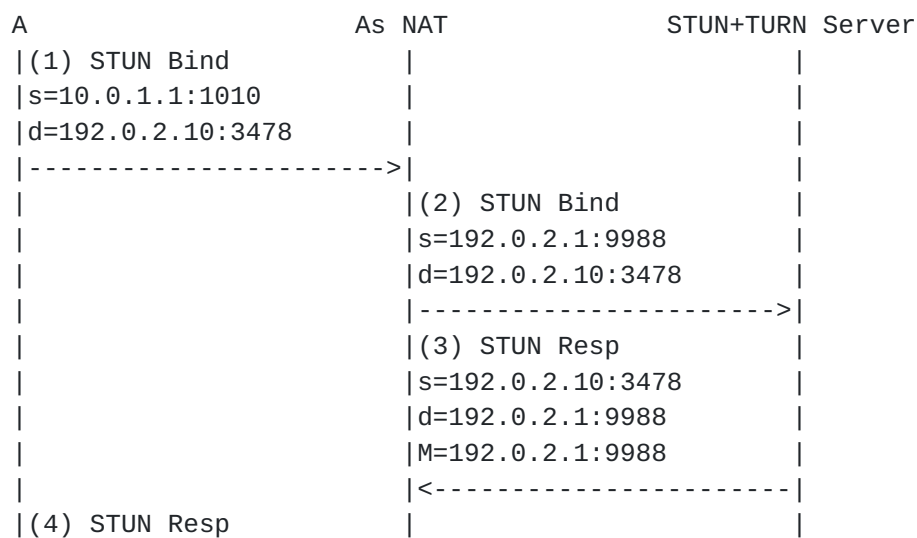 A                     As NAT              STUN+TURN Server
|(1) STUN Bind          |                       |
|s=10.0.1.1:1010        |                       |
|d=192.0.2.10:3478      |                       |
|---------------------->|                       |
|                       |(2) STUN Bind          |
|                       |s=192.0.2.1:9988       |
|                       |d=192.0.2.10:3478      |
|                       |---------------------->|
|                       |(3) STUN Resp          |
|                       |s=192.0.2.10:3478      |
|                       |d=192.0.2.1:9988       |
|                       |M=192.0.2.1:9988       |
|                       |<----------------------|
|(4) STUN Resp          |                       |